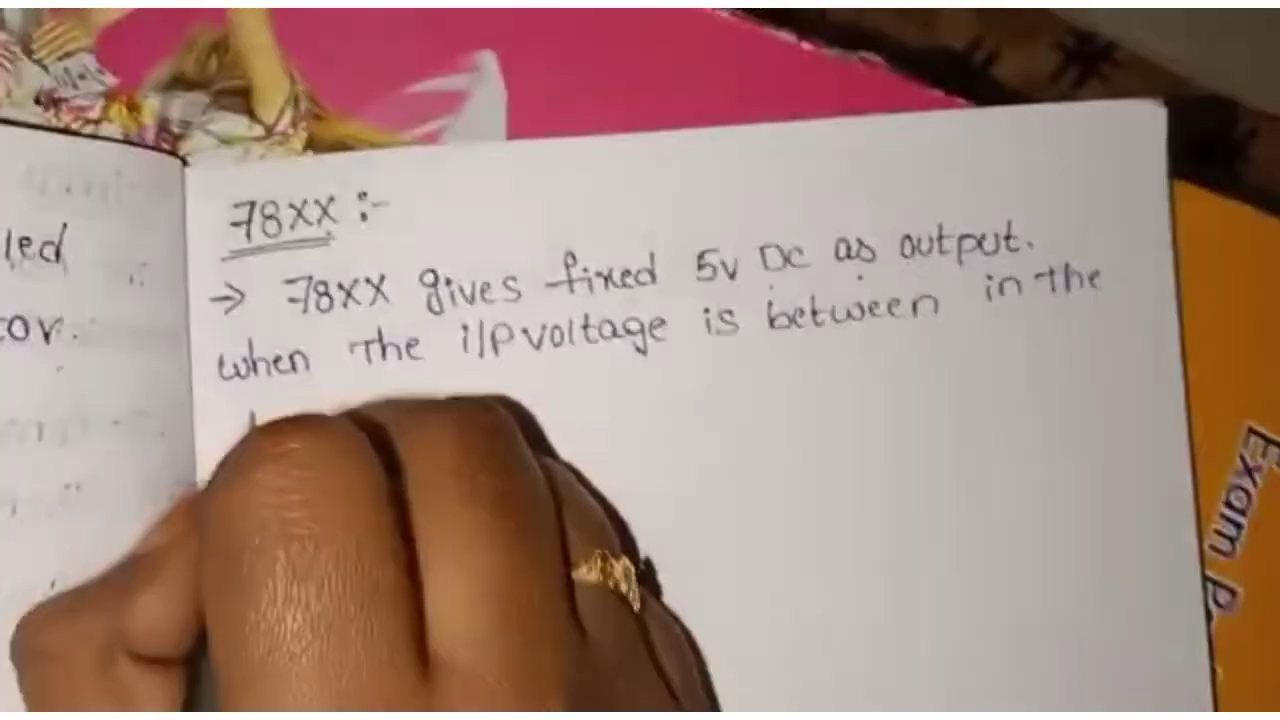 led
tor.
78XX :-
→ 78XX gives fixed 5v Dc as output.
when The i/p voltage is between in the
Exam P